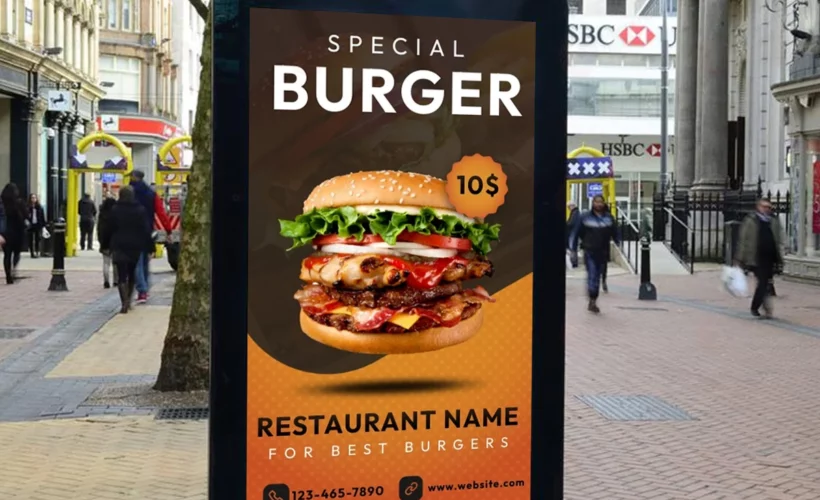 SPECIAL
BURGER
10$
RESTAURANT NAME
FOR BEST BURGERS
123-465-7890
www.website.com
HSBC
HSBC